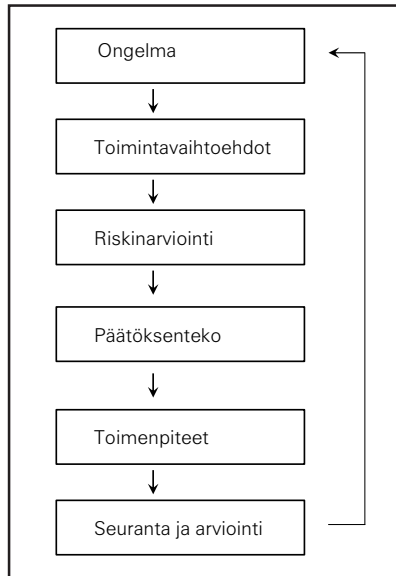 Ongelma
Toimintavaihtoehdot
Riskinarviointi
Päätöksenteko
Toimenpiteet
Seuranta ja arviointi